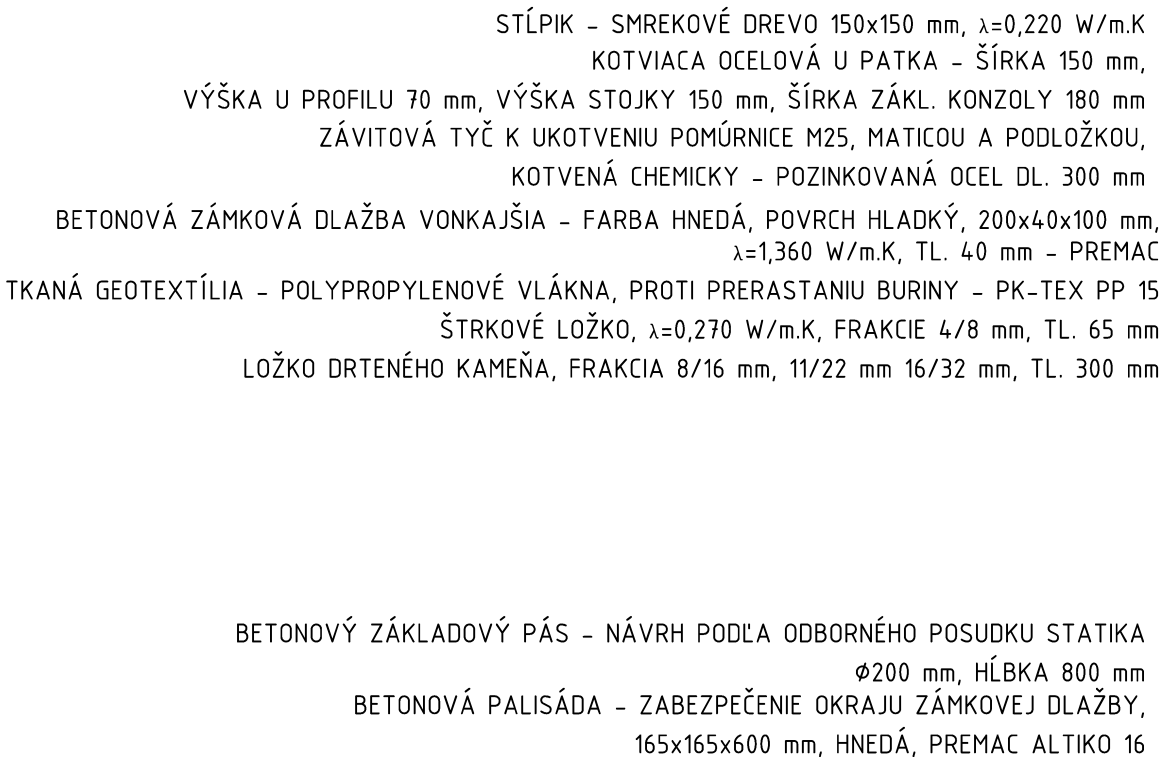 STĹPIK - SMREKOVÉ DREVO 150x150 mm, λ=0,220 W/m.K
KOTVIACA OCELOVÁ U PATKA - ŠÍRKA 150 mm,
VÝŠKA U PROFILU 70 mm, VÝŠKA STOJKY 150 mm, ŠÍRKA ZÁKL. KONZOLY 180 mm
ZÁVITOVÁ TYČ K UKOTVENIU POMÚRNICE M25, MATICOU A PODLOŽKOU,
KOTVENÁ CHEMICKY - POZINKOVANÁ OCEL DL. 300 mm
BETONOVÁ ZÁMKOVÁ DLAŽBA VONKAJŠIA - FARBA HNEDÁ, POVRCH HLADKÝ, 200x40x100 mm,
λ=1,360 W/m.K, TL. 40 mm - PREMAC
TKANÁ GEOTEXTÍLIA - POLYPROPYLENOVÉ VLÁKNA, PROTI PRERASTANIU BURINY - PK-TEX PP 15
ŠTRKOVÉ LOŽKO, λ=0,270 W/m.K, FRAKCIE 4/8 mm, TL. 65 mm
LOŽKO DRTENÉHO KAMEŇA, FRAKCIA 8/16 mm, 11/22 mm 16/32 mm, TL. 300 mm
BETONOVÝ ZÁKLADOVÝ PÁS - NÁVRH PODĽA ODBORNÉHO POSUDKU STATIKA
Ø200 mm, HĹBKA 800 mm
BETONOVÁ PALISÁDA - ZABEZPEČENIE OKRAJU ZÁMKOVEJ DLAŽBY,
165x165x600 mm, HNEDÁ, PREMAC ALTIKO 16